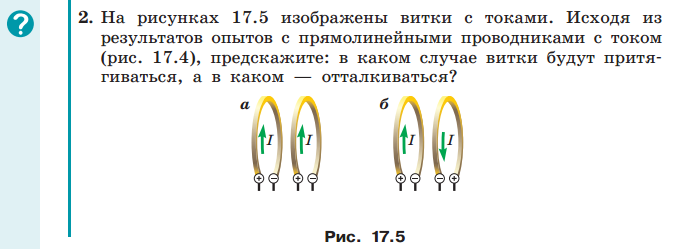 ?
2. На рисунках 17.5 изображены витки с токами. Исходя из
результатов опытов с прямолинейными проводниками с током
(рис. 17.4), предскажите: в каком случае витки будут притя-
гиваться, а в каком — отталкиваться?
а I I б I I
+ − + − + − − +
Рис. 17.5